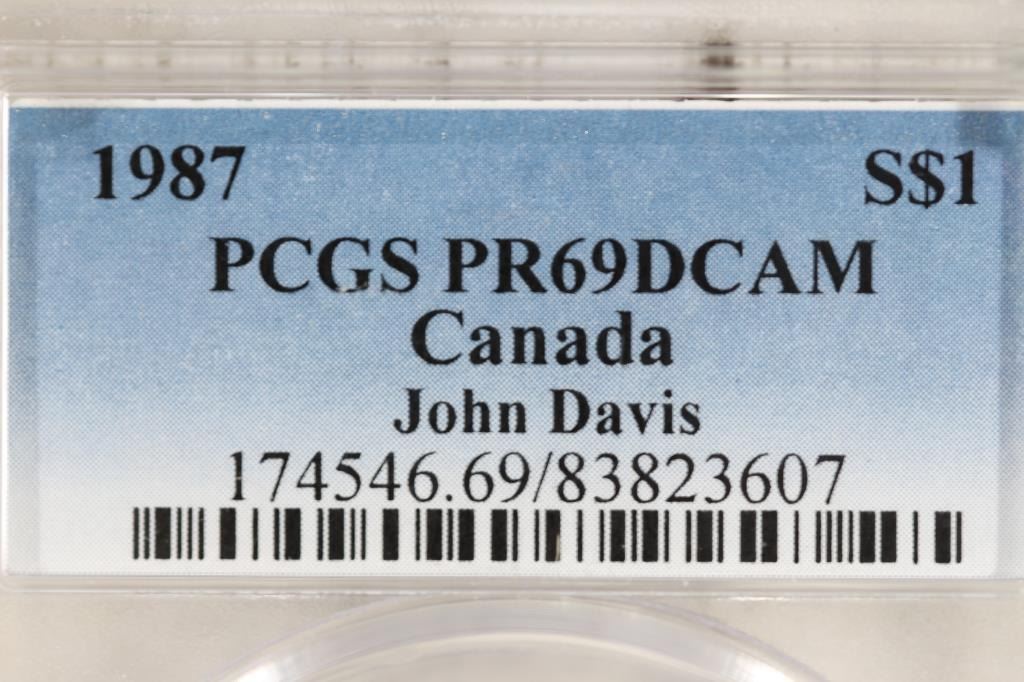 1987 S$1
PCGS PR69DCAM
Canada
John Davis
174546.69/83823607